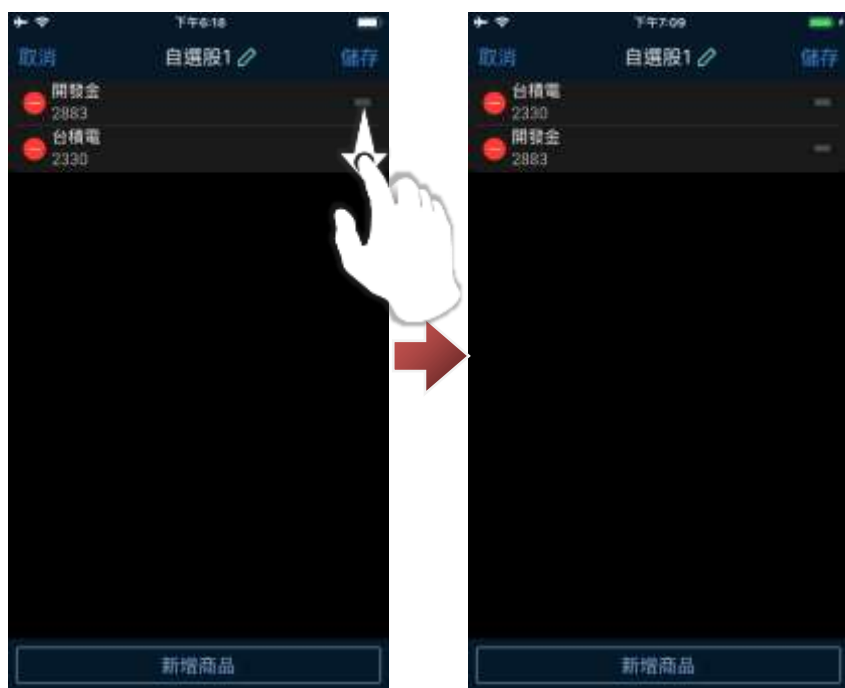 下午6:18
取消 自選股1 儲存
開發金
2883
台積電
2330
新增商品
下午7:09
取消 自選股1 儲存
台積電
2330
開發金
2883
新增商品